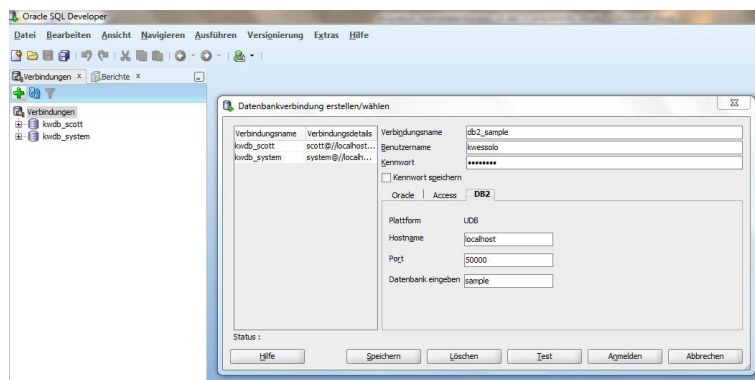 Oracle SQL Developer
Datei Bearbeiten Ansicht Navigieren Ausführen Versionierung Extras Hilfe
Verbindungen Berichte
Verbindungen
kwdb_scott
kwdb_system
Datenbankverbindung erstellen/wählen
Verbindungsname Verbindungsdetails
kwdb_scott scott@//localhost...
kwdb_system system@//localh...
Verbindungsname db2_sample
Benutzername kwessolo
Kennwort ••••••••
Kennwort speichern
Oracle Access DB2
Plattform UDB
Hostname localhost
Port 50000
Datenbank eingeben sample
Status :
Hilfe Speichern Löschen Test Anmelden Abbrechen